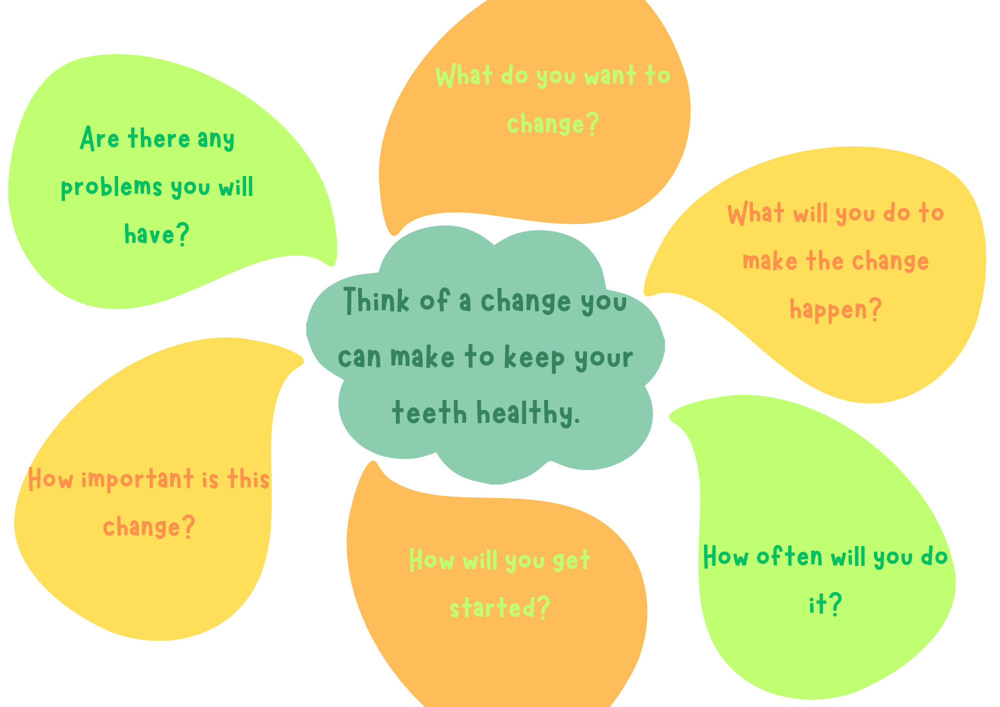 What do you want to
change?
Are there any
problems you will
have?
What will you do to
make the change
happen?
Think of a change you
can make to keep your
teeth healthy.
How important is this
change?
How will you get
started?
How often will you do
it?